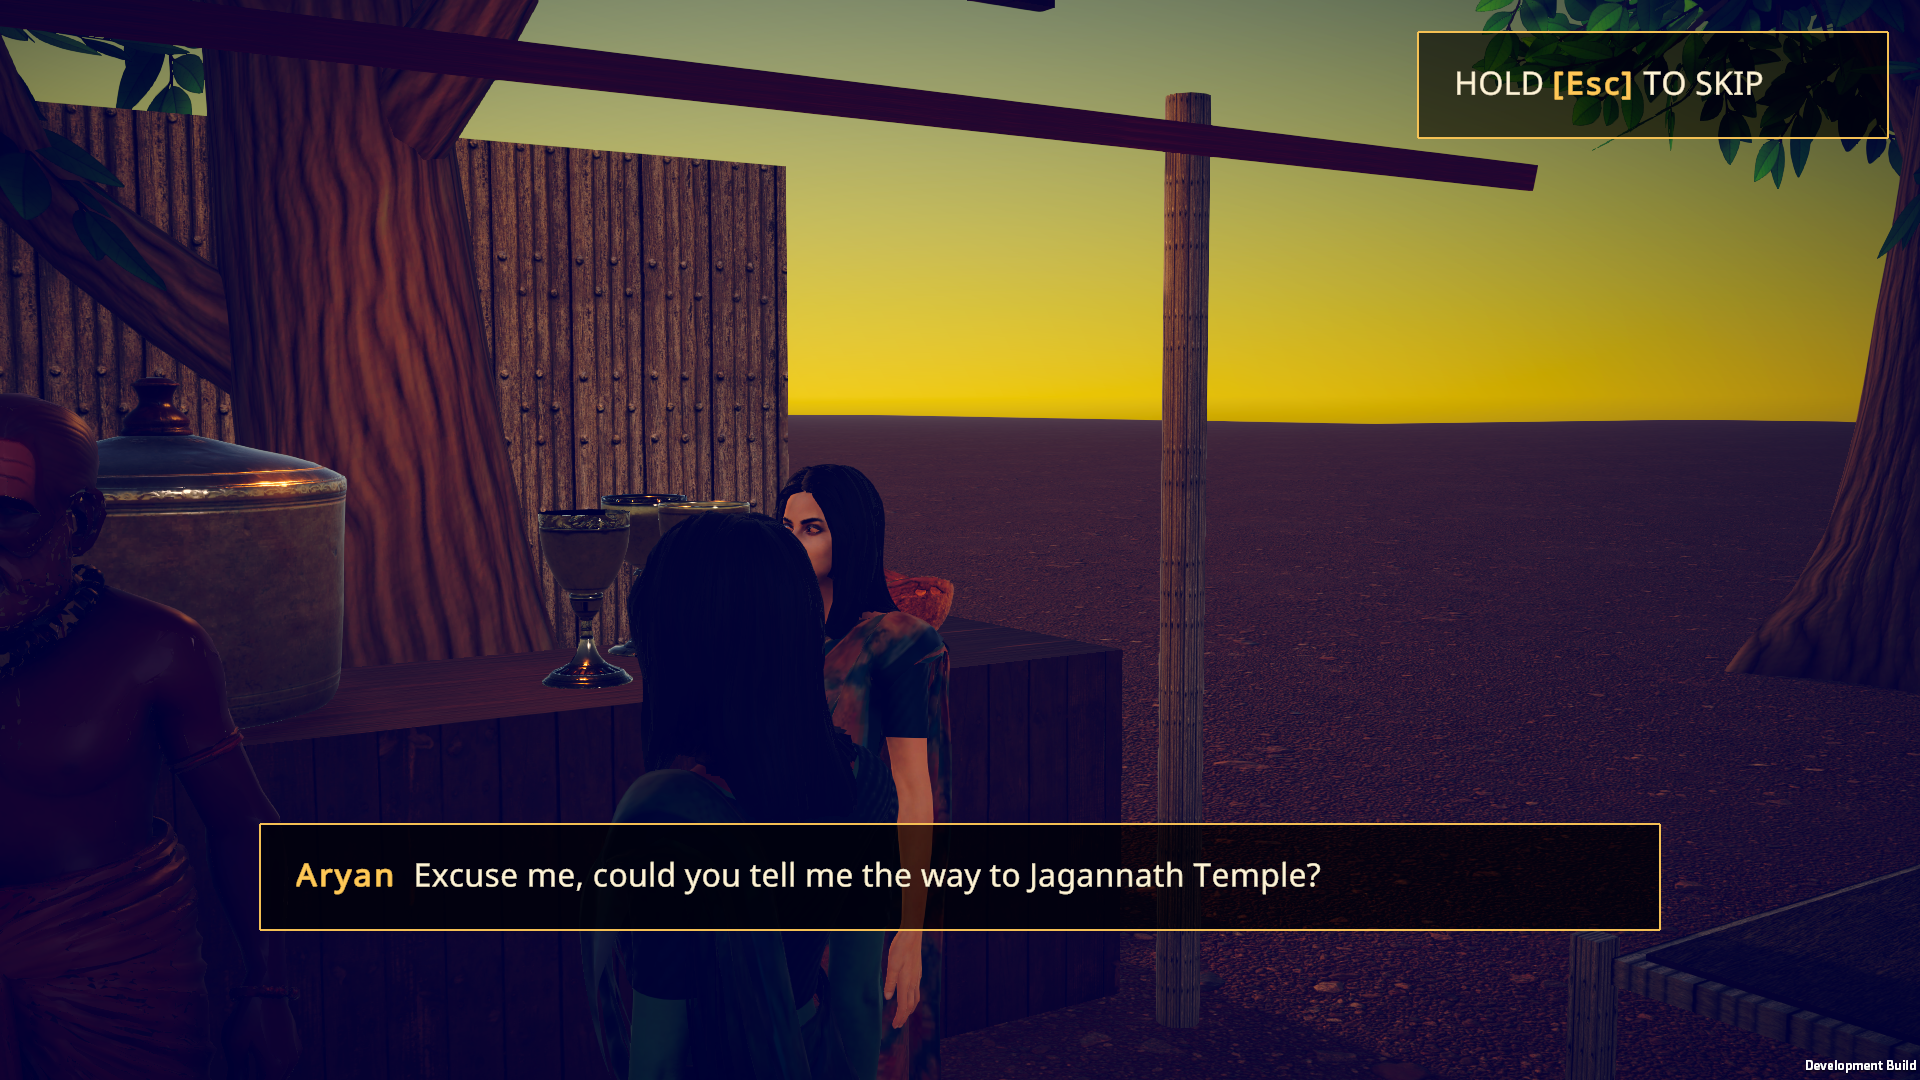 HOLD [Esc] TO SKIP
Aryan Excuse me, could you tell me the way to Jagannath Temple?
Development Build